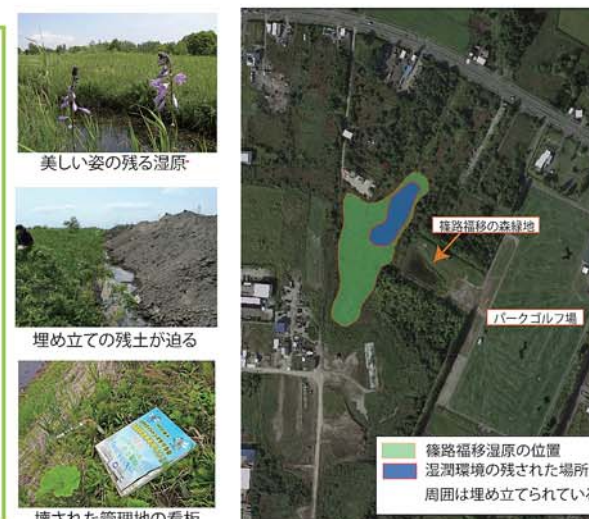 美しい姿の残る湿原
埋め立ての残土が迫る
壊された管理地の看板
篠路福移の森緑地
パークゴルフ場
篠路福移湿原の位置
湿潤環境の残された場所
周囲は埋め立てられている